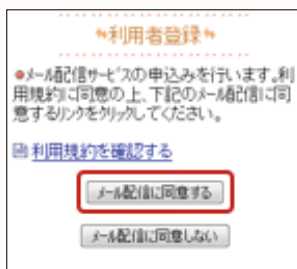 利用者登録
●メール配信サービスの申込みを行います。利
用規約に同意の上、下記のメール配信に同
意するリンクをクリックしてください。
利用規約を確認する
メール配信に同意する
メール配信に同意しない